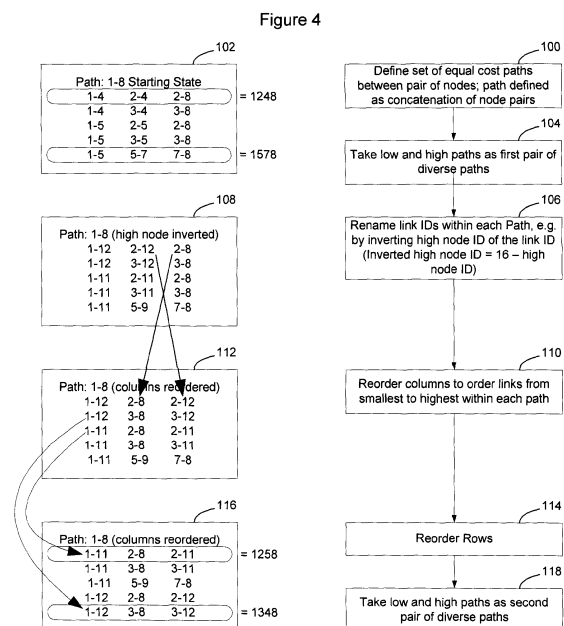 Figure 4
102
Path: 1-8 Starting State
1-4 2-4 2-8 = 1248
1-4 3-4 3-8
1-5 2-5 2-8
1-5 3-5 3-8
1-5 5-7 7-8 = 1578
108
Path: 1-8 (high node inverted)
1-12 2-12 2-8
1-12 3-12 3-8
1-11 2-11 2-8
1-11 3-11 3-8
1-11 5-9 7-8
112
Path: 1-8 (columns reordered)
1-12 2-8 2-12
1-12 3-8 3-12
1-11 2-8 2-11
1-11 3-8 3-11
1-11 5-9 7-8
116
Path: 1-8 (columns reordered)
1-11 2-8 2-11 = 1258
1-11 3-8 3-11
1-11 5-9 7-8
1-12 2-8 2-12
1-12 3-8 3-12 = 1348
100
Define set of equal cost paths
between pair of nodes; path defined
as concatenation of node pairs
104
Take low and high paths as first pair of
diverse paths
106
Rename link IDs within each Path, e.g.
by inverting high node ID of the link ID
(Inverted high node ID = 16 – high
node ID)
110
Reorder columns to order links from
smallest to highest within each path
114
Reorder Rows
118
Take low and high paths as second
pair of diverse paths